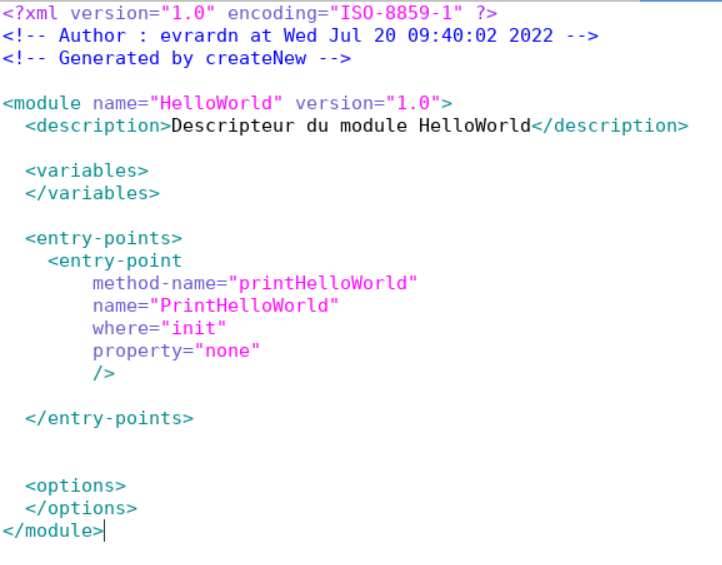 <?xml version="1.0" encoding="ISO-8859-1" ?>
<!-- Author : evrardn at Wed Jul 20 09:40:02 2022 -->
<!-- Generated by createNew -->
<module name="HelloWorld" version="1.0">
<description>Descripteur du module HelloWorld</description>
<variables>
</variables>
<entry-points>
<entry-point
method-name="printHelloWorld"
name="PrintHelloWorld"
where="init"
property="none"
/>
</entry-points>
<options>
</options>
</module>